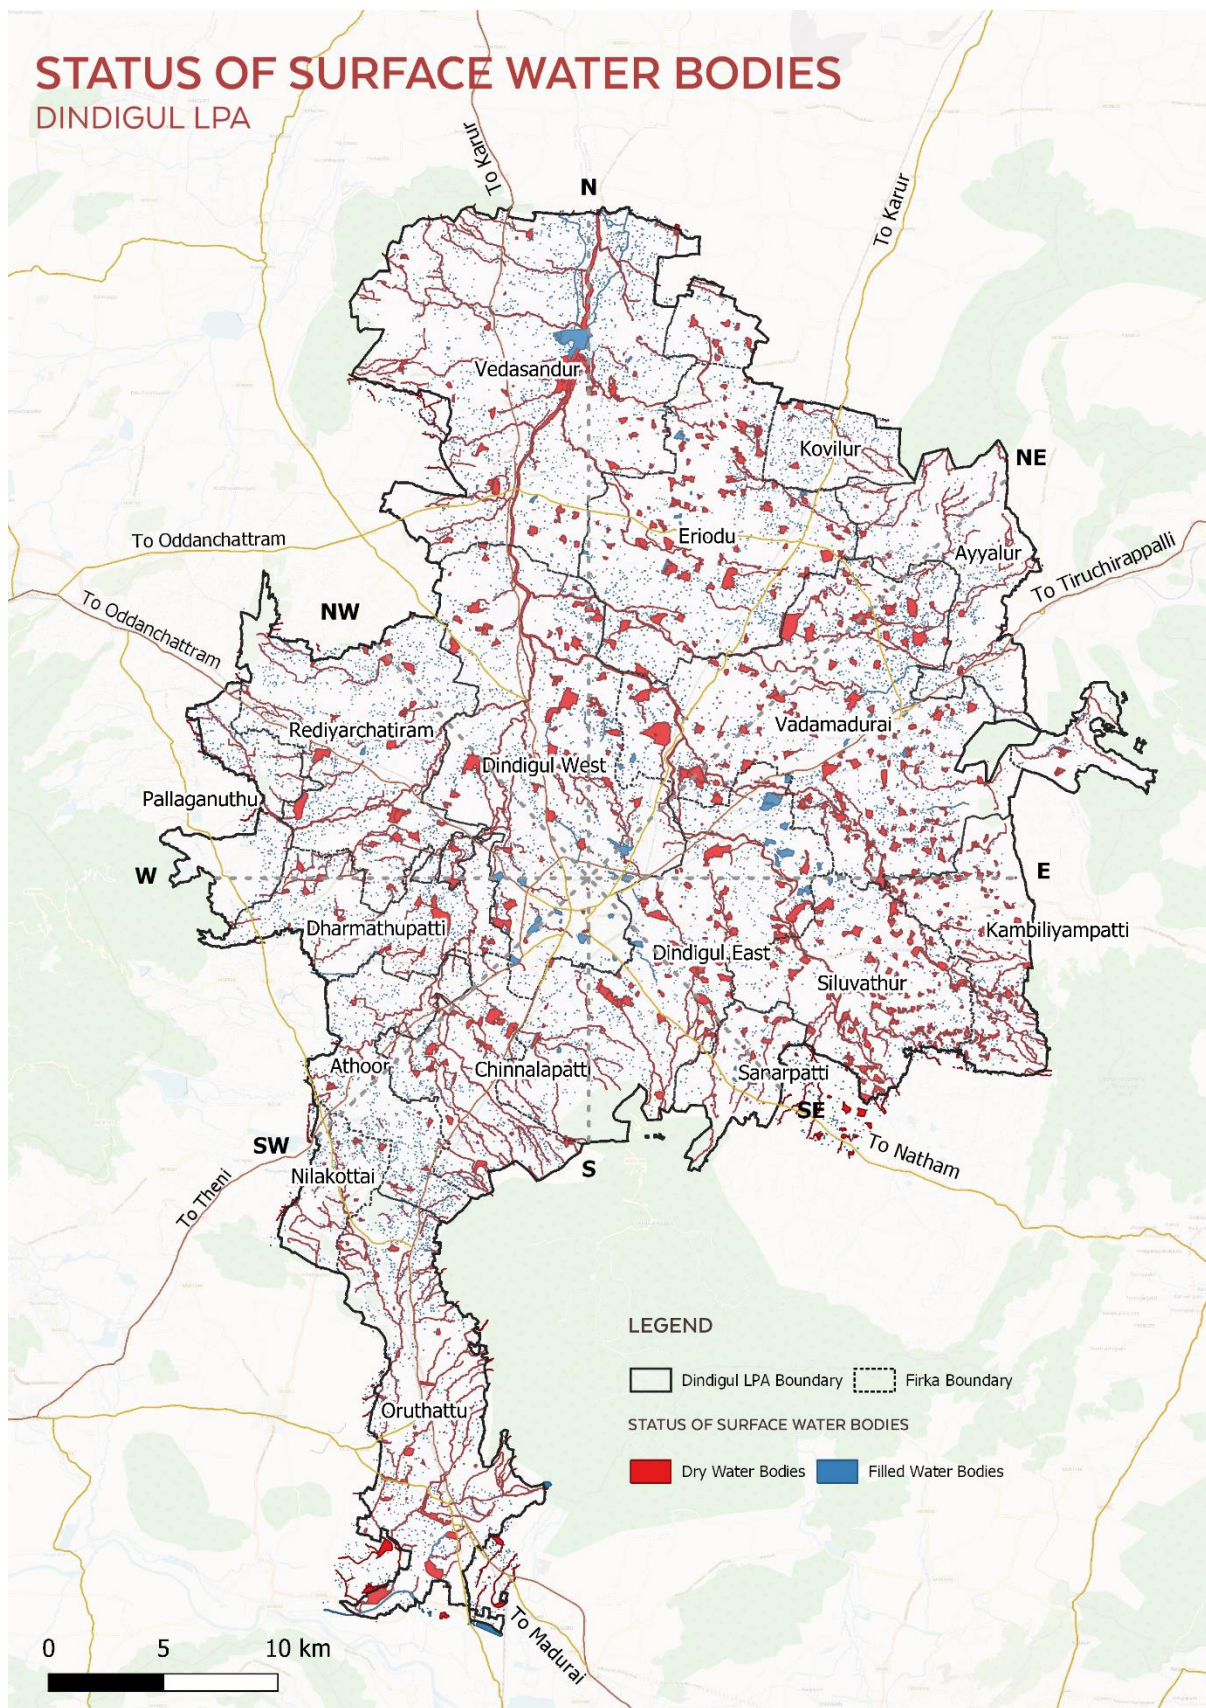 STATUS OF SURFACE WATER BODIES
DINDIGUL LPA
To Karur
N
To Karur
Vedasandur
Kovilur
NE
To Oddanchattram
Eriodu
Ayyalur
To Tiruchirappalli
To Oddanchattram
NW
Rediyarchatiram
Vadamadurai
Dindigul West
Pallaganuthu
W
E
Dharmathupatti
Kambiliyampatti
Dindigul East
Siluvathur
Athoor
Chinnalapatti
Sanarpatti
SE
SW
To Natham
S
Nilakottai
To Theni
LEGEND
Dindigul LPA Boundary
Firka Boundary
Oruthattu
STATUS OF SURFACE WATER BODIES
Dry Water Bodies
Filled Water Bodies
To Madurai
0 5 10 km